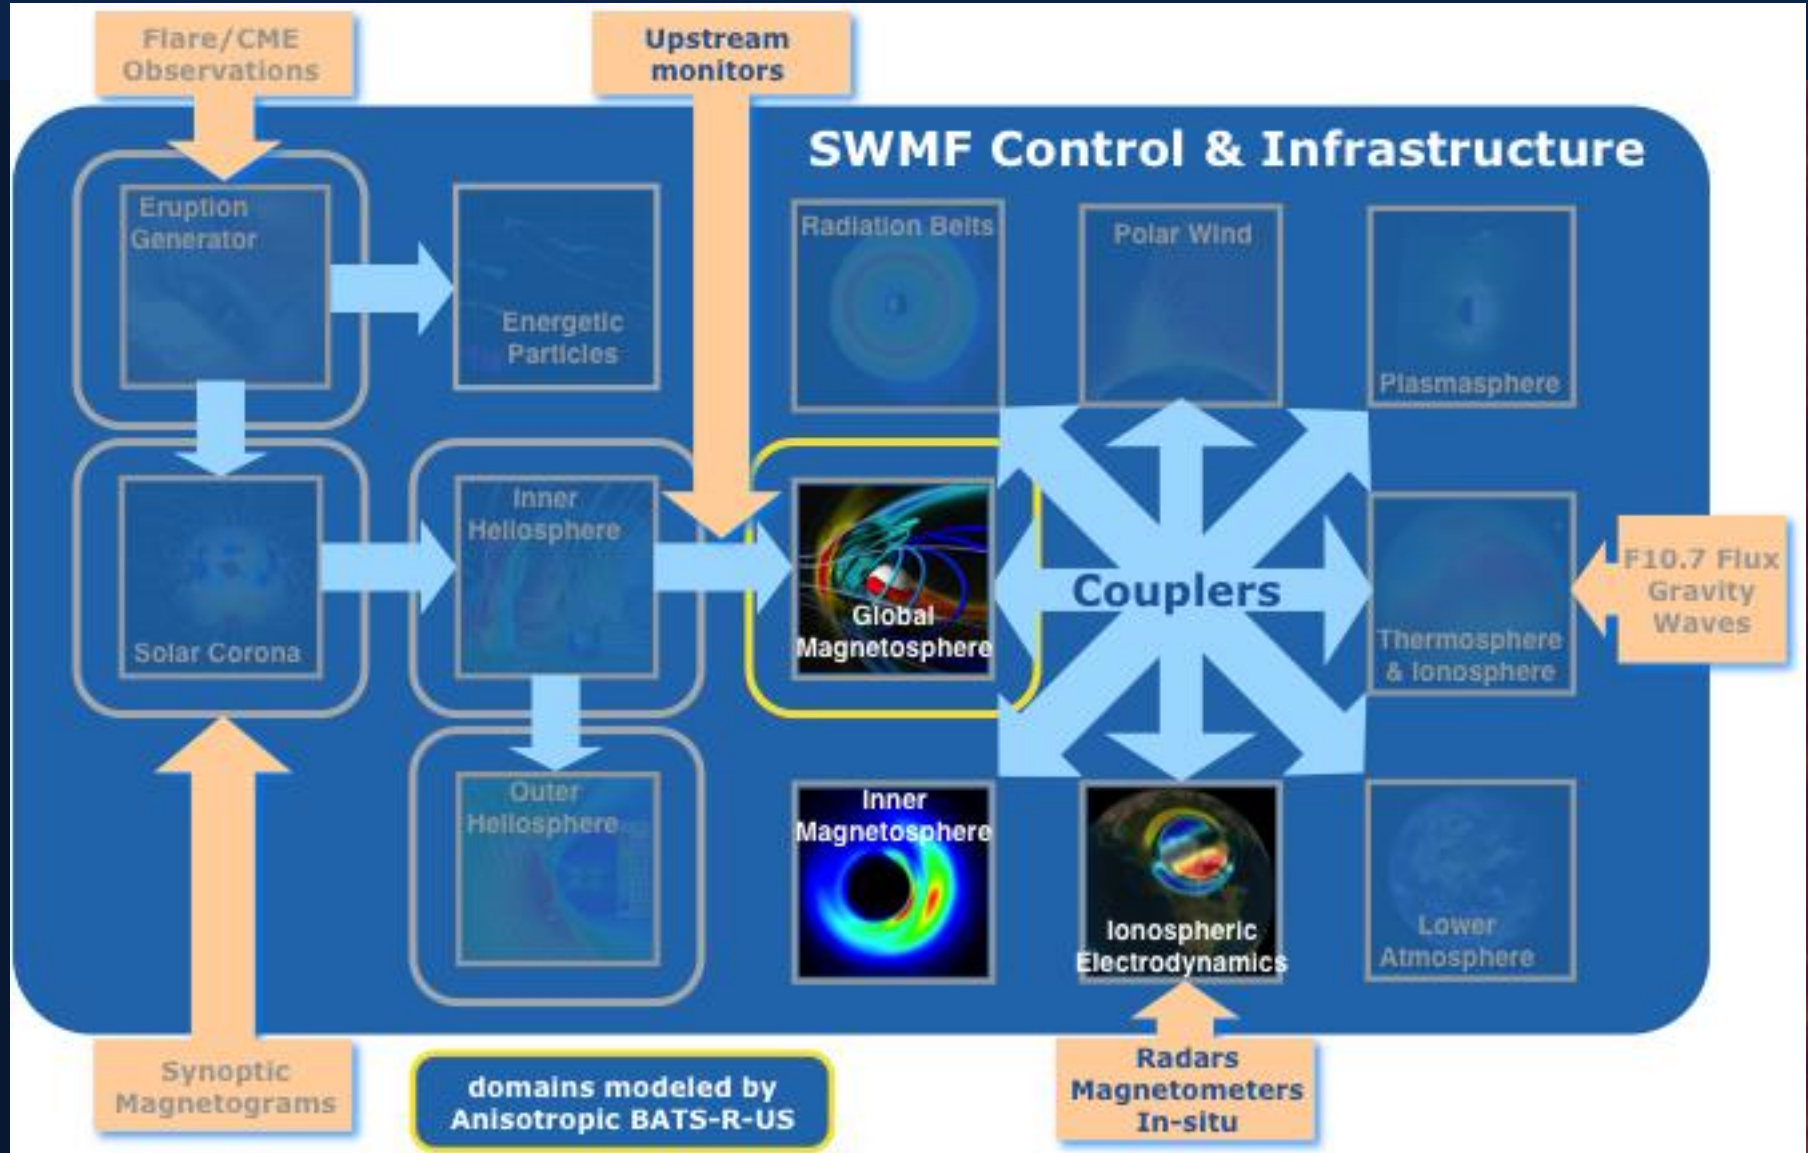 Flare/CME
Observations
Upstream
monitors
SWMF Control & Infrastructure
Eruption
Generator
Energetic
Particles
Radiation Belts
Polar Wind
Plasmasphere
Solar Corona
Inner
Heliosphere
Global
Magnetosphere
Couplers
Thermosphere
& Ionosphere
F10.7 Flux
Gravity
Waves
Outer
Heliosphere
Inner
Magnetosphere
Ionospheric
Electrodynamics
Lower
Atmosphere
Synoptic
Magnetograms
domains modeled by
Anisotropic BATS-R-US
Radars
Magnetometers
In-situ